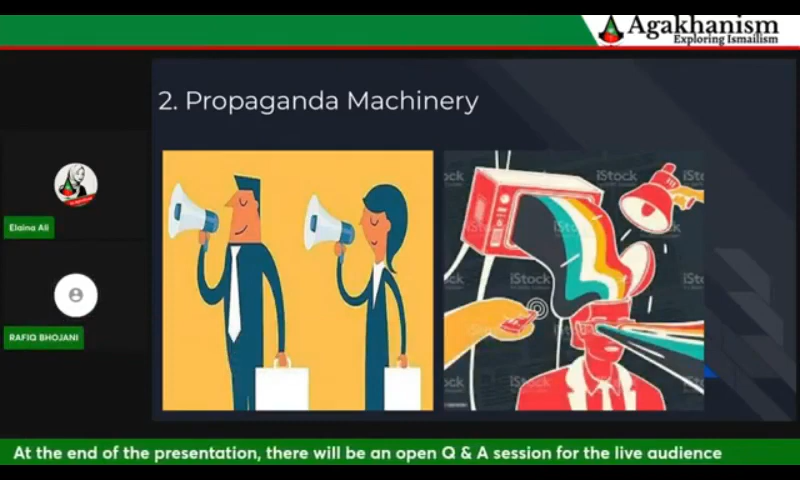 Agakhanism
Exploring Ismailism
2. Propaganda Machinery
iStock
iStock
iStock
iStock
iStock
Elaina Ali
RAFIQ BHOJANI
At the end of the presentation, there will be an open Q & A session for the live audience